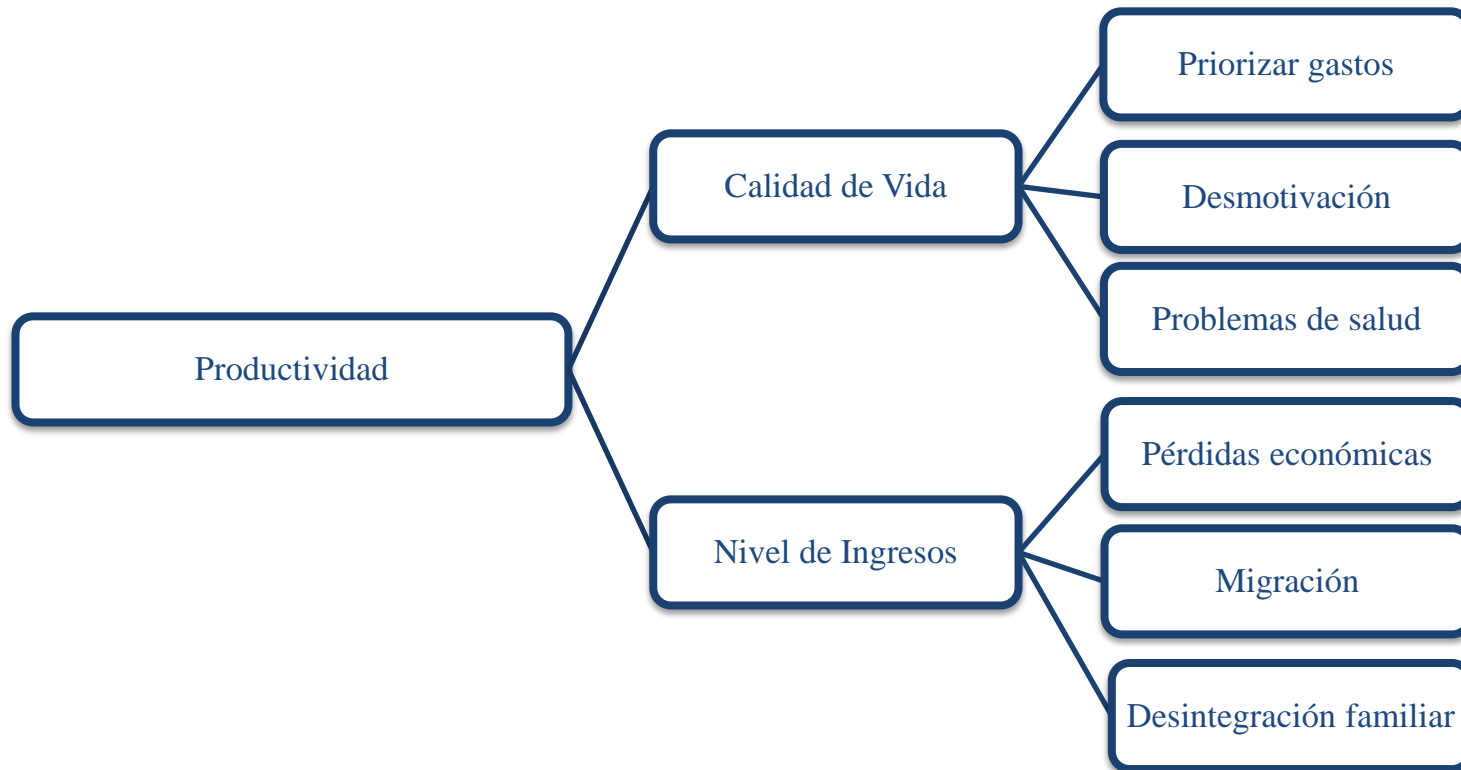 Productividad
Calidad de Vida
Priorizar gastos
Desmotivación
Problemas de salud
Nivel de Ingresos
Pérdidas económicas
Migración
Desintegración familiar